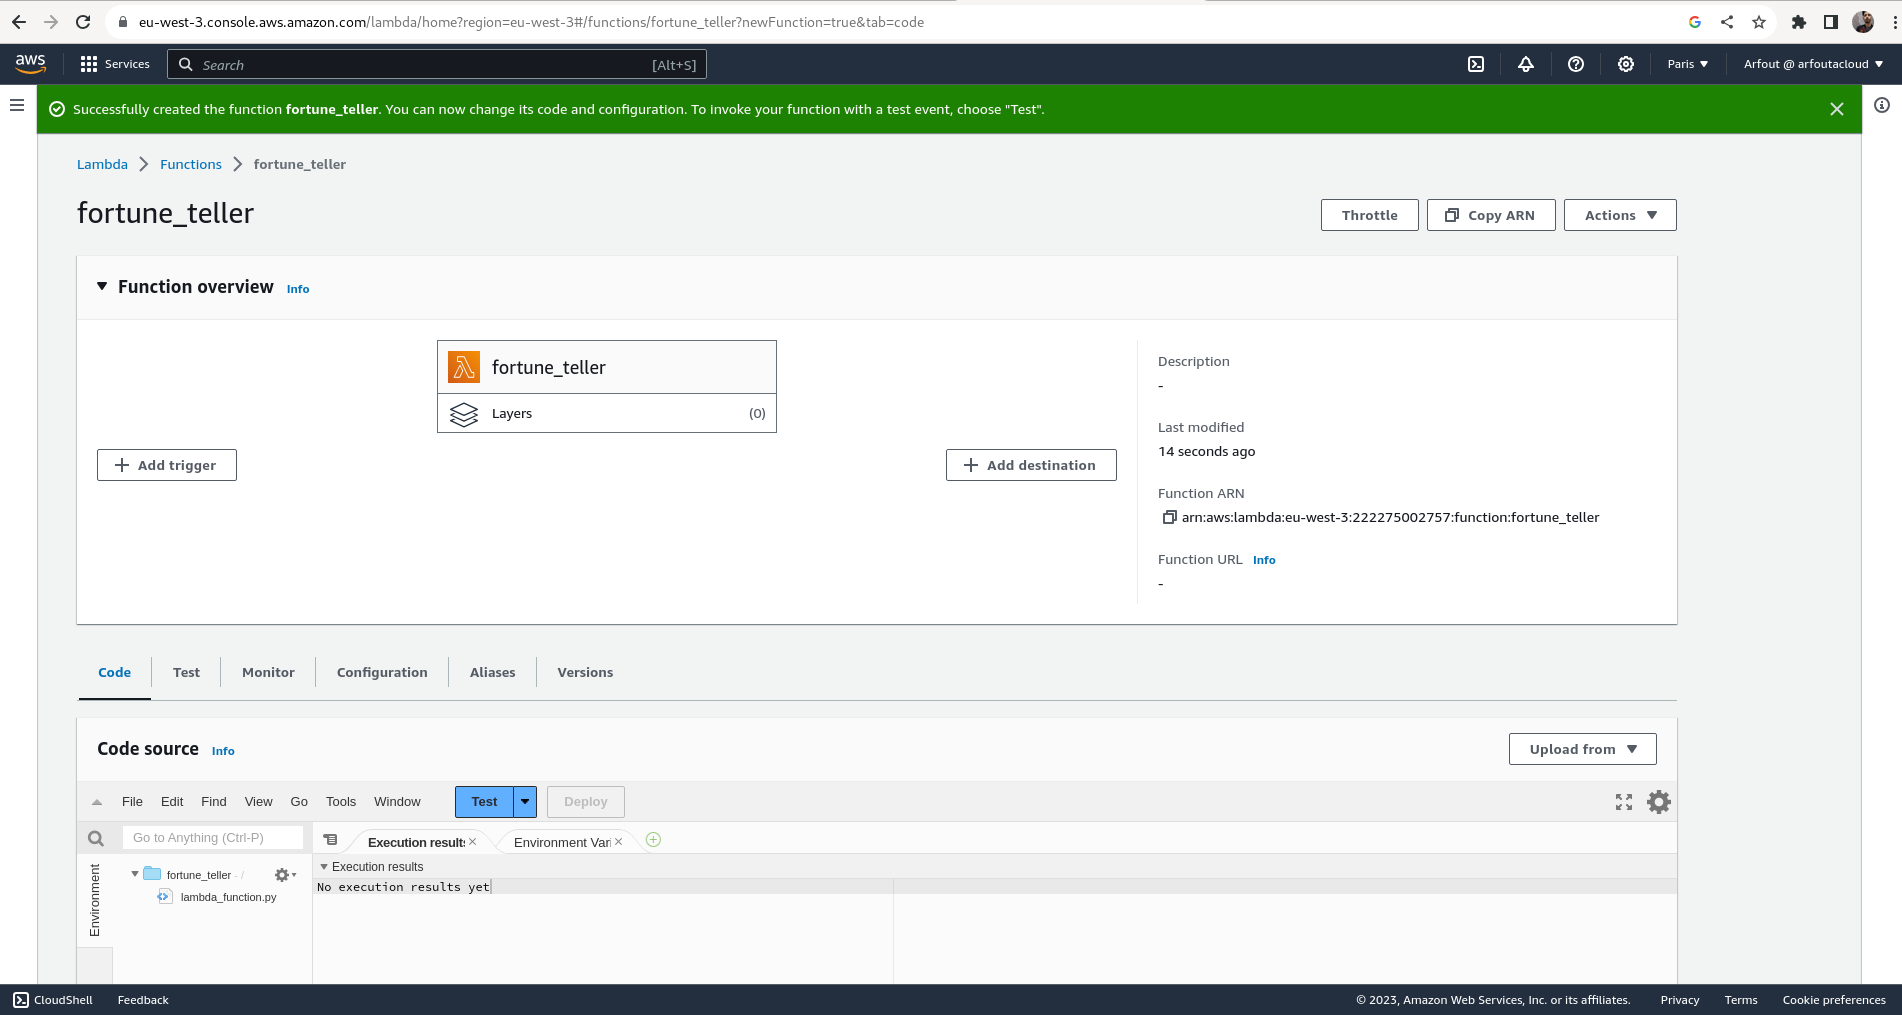 eu-west-3.console.aws.amazon.com/lambda/home?region=eu-west-3#/functions/fortune_teller?newFunction=true&tab=code
aws
Services
Search
[Alt+S]
Paris
Arfout @ arfoutacloud
Successfully created the function fortune_teller. You can now change its code and configuration. To invoke your function with a test event, choose "Test".
Lambda
Functions
fortune_teller
fortune_teller
Throttle
Copy ARN
Actions
Function overview
Info
fortune_teller
Layers
(0)
Add trigger
Add destination
Description
-
Last modified
14 seconds ago
Function ARN
arn:aws:lambda:eu-west-3:222275002757:function:fortune_teller
Function URL
Info
-
Code
Test
Monitor
Configuration
Aliases
Versions
Code source
Info
Upload from
File
Edit
Find
View
Go
Tools
Window
Test
Deploy
Go to Anything (Ctrl-P)
Execution results
Environment Vari
Environment
fortune_teller - /
lambda_function.py
Execution results
No execution results yet
CloudShell
Feedback
© 2023, Amazon Web Services, Inc. or its affiliates.
Privacy
Terms
Cookie preferences